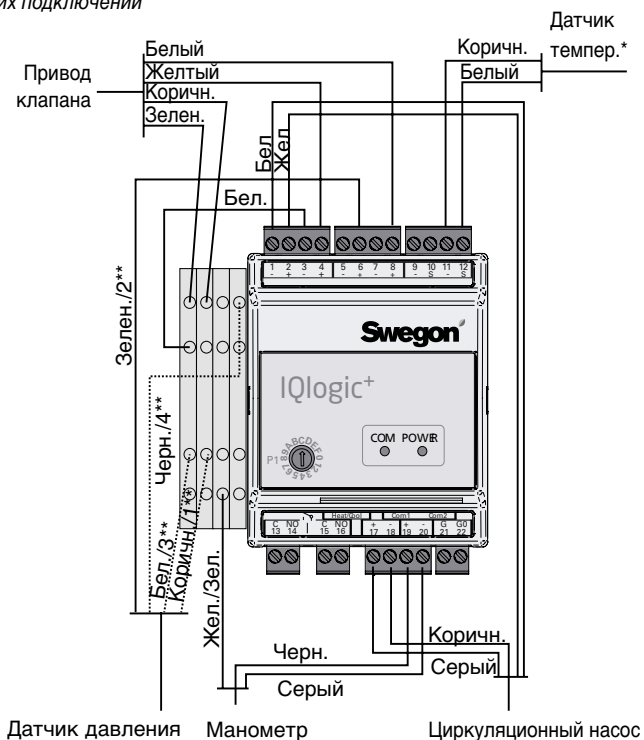 их подключений
Датчик
темпер.*
Коричн.
Белый
Привод
клапана
Белый
Желтый
Коричн.
Зелен.
Бел
Жел
Бел.
Зелен./2**
1 2 3 4 5 6 7 8 9 10 11 12
- + - + - + - + - S - S
Swegon
IQlogic+
COM POWER
P1
0123456789ABCDEF
Черн./4**
Бел./3**
Коричн./1**
Жел./Зел.
Heat/Cool Com1 Com2
C NO C NO + - + - G G0
13 14 15 16 17 18 19 20 21 22
Черн.
Серый
Коричн.
Серый
Датчик давления
Манометр
Циркуляционный насос